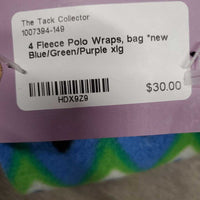 The Tack Collector
1007394-149
4 Fleece Polo Wraps, bag *new
Blue/Green/Purple xlg
HDX9Z9
$30.00